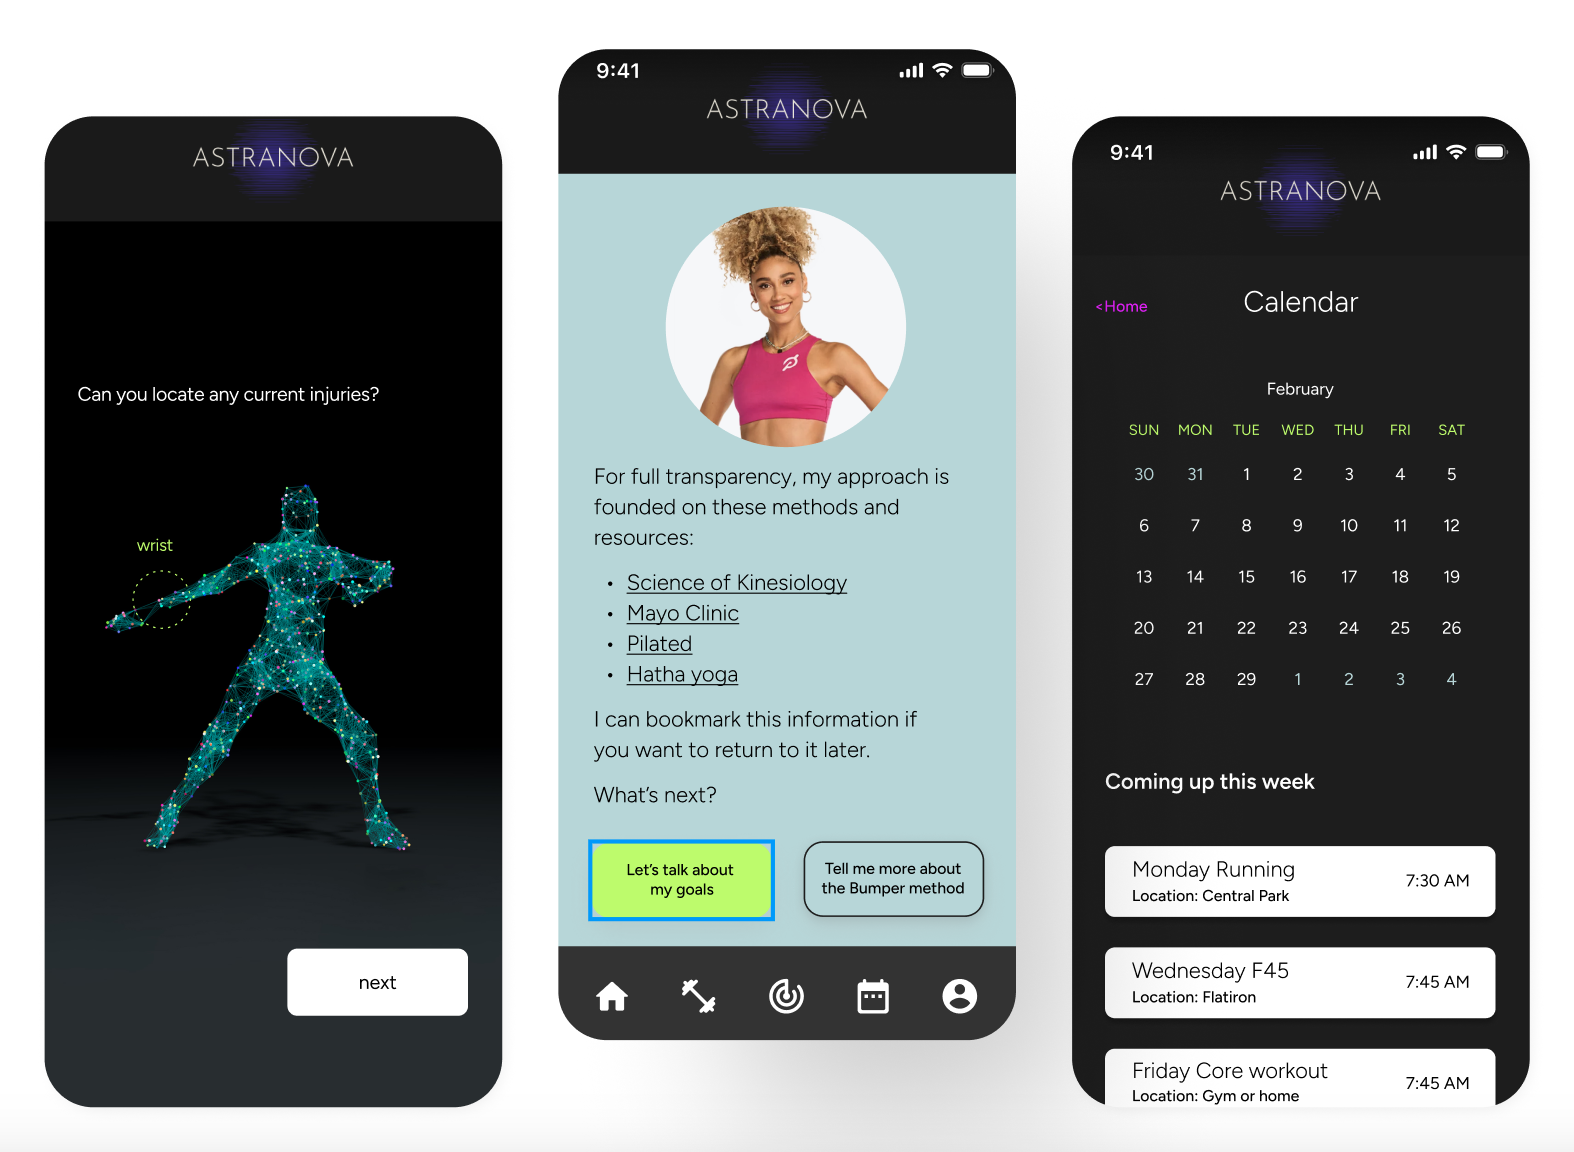 ASTRANOVA
Can you locate any current injuries?
wrist
next
9:41
ASTRANOVA
For full transparency, my approach is
founded on these methods and
resources:
• Science of Kinesiology
• Mayo Clinic
• Pilated
• Hatha yoga
I can bookmark this information if
you want to return to it later.
What's next?
Let's talk about
my goals
Tell me more about
the Bumper method
9:41
ASTRANOVA
<Home
Calendar
February
SUN MON TUE WED THU FRI SAT
30 31 1 2 3 4 5
6 7 8 9 10 11 12
13 14 15 16 17 18 19
20 21 22 23 24 25 26
27 28 29 1 2 3 4
Coming up this week
Monday Running
Location: Central Park
7:30 AM
Wednesday F45
Location: Flatiron
7:45 AM
Friday Core workout
Location: Gym or home
7:45 AM